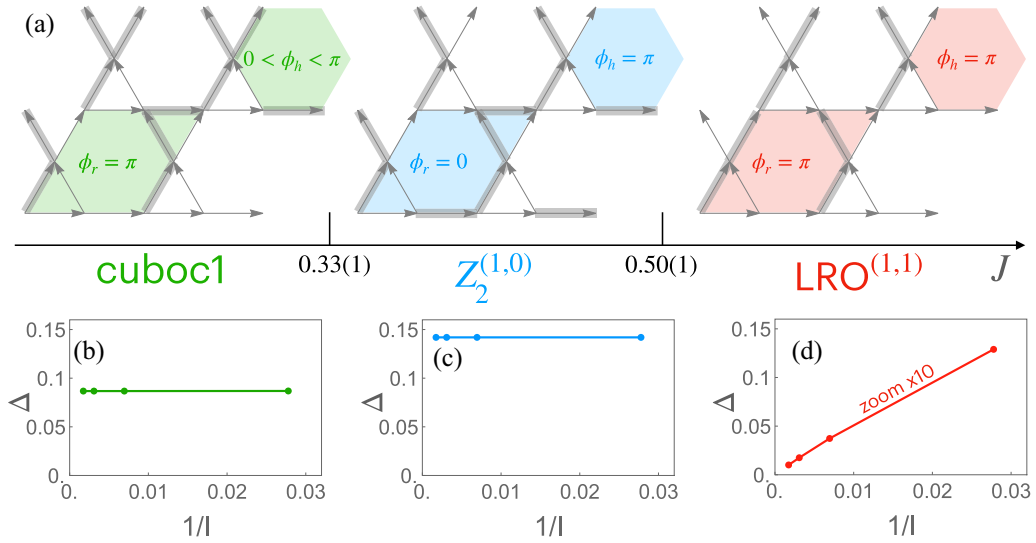 (a)
0 < ϕₕ < π
ϕₕ = π
ϕₕ = π
ϕᵣ = π
ϕᵣ = 0
ϕᵣ = π
0.33(1)
0.50(1)
cuboc1
Z₂^(1,0)
LRO^(1,1)
J
(b)
0.15
0.1
0.05
0
Δ
0.
0.01
0.02
0.03
1/l
(c)
0.15
0.1
0.05
0
Δ
0.
0.01
0.02
0.03
1/l
(d)
zoom x10
0.15
0.1
0.05
0
Δ
0.
0.01
0.02
0.03
1/l